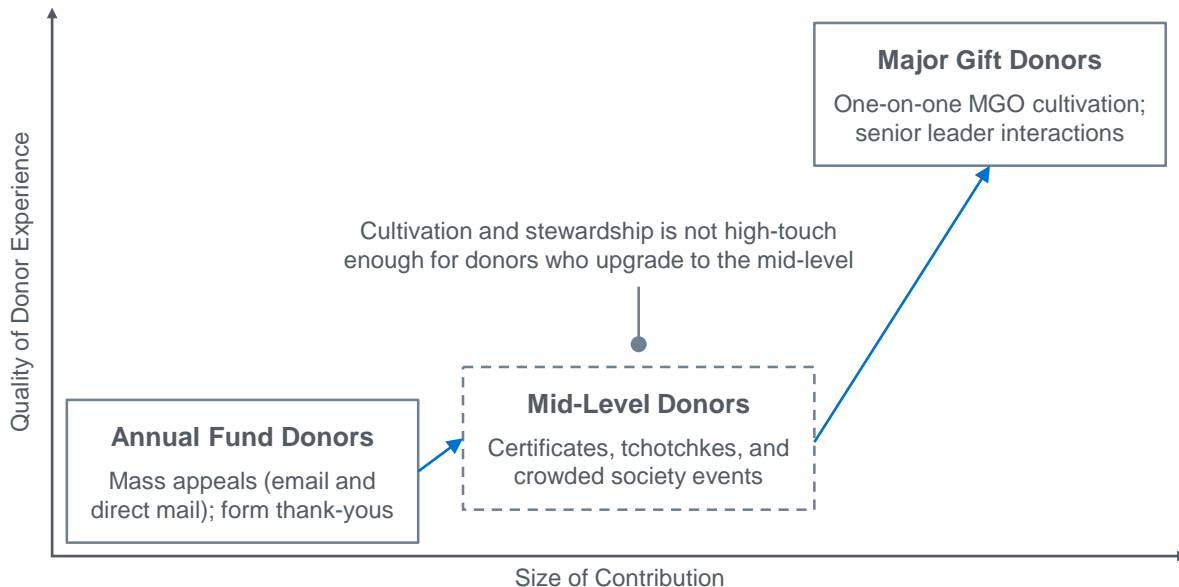 Major Gift Donors
One-on-one MGO cultivation;
senior leader interactions
Quality of Donor Experience
Cultivation and stewardship is not high-touch
enough for donors who upgrade to the mid-level
Mid-Level Donors
Certificates, tchotchkes, and
crowded society events
Annual Fund Donors
Mass appeals (email and
direct mail); form thank-yous
Size of Contribution